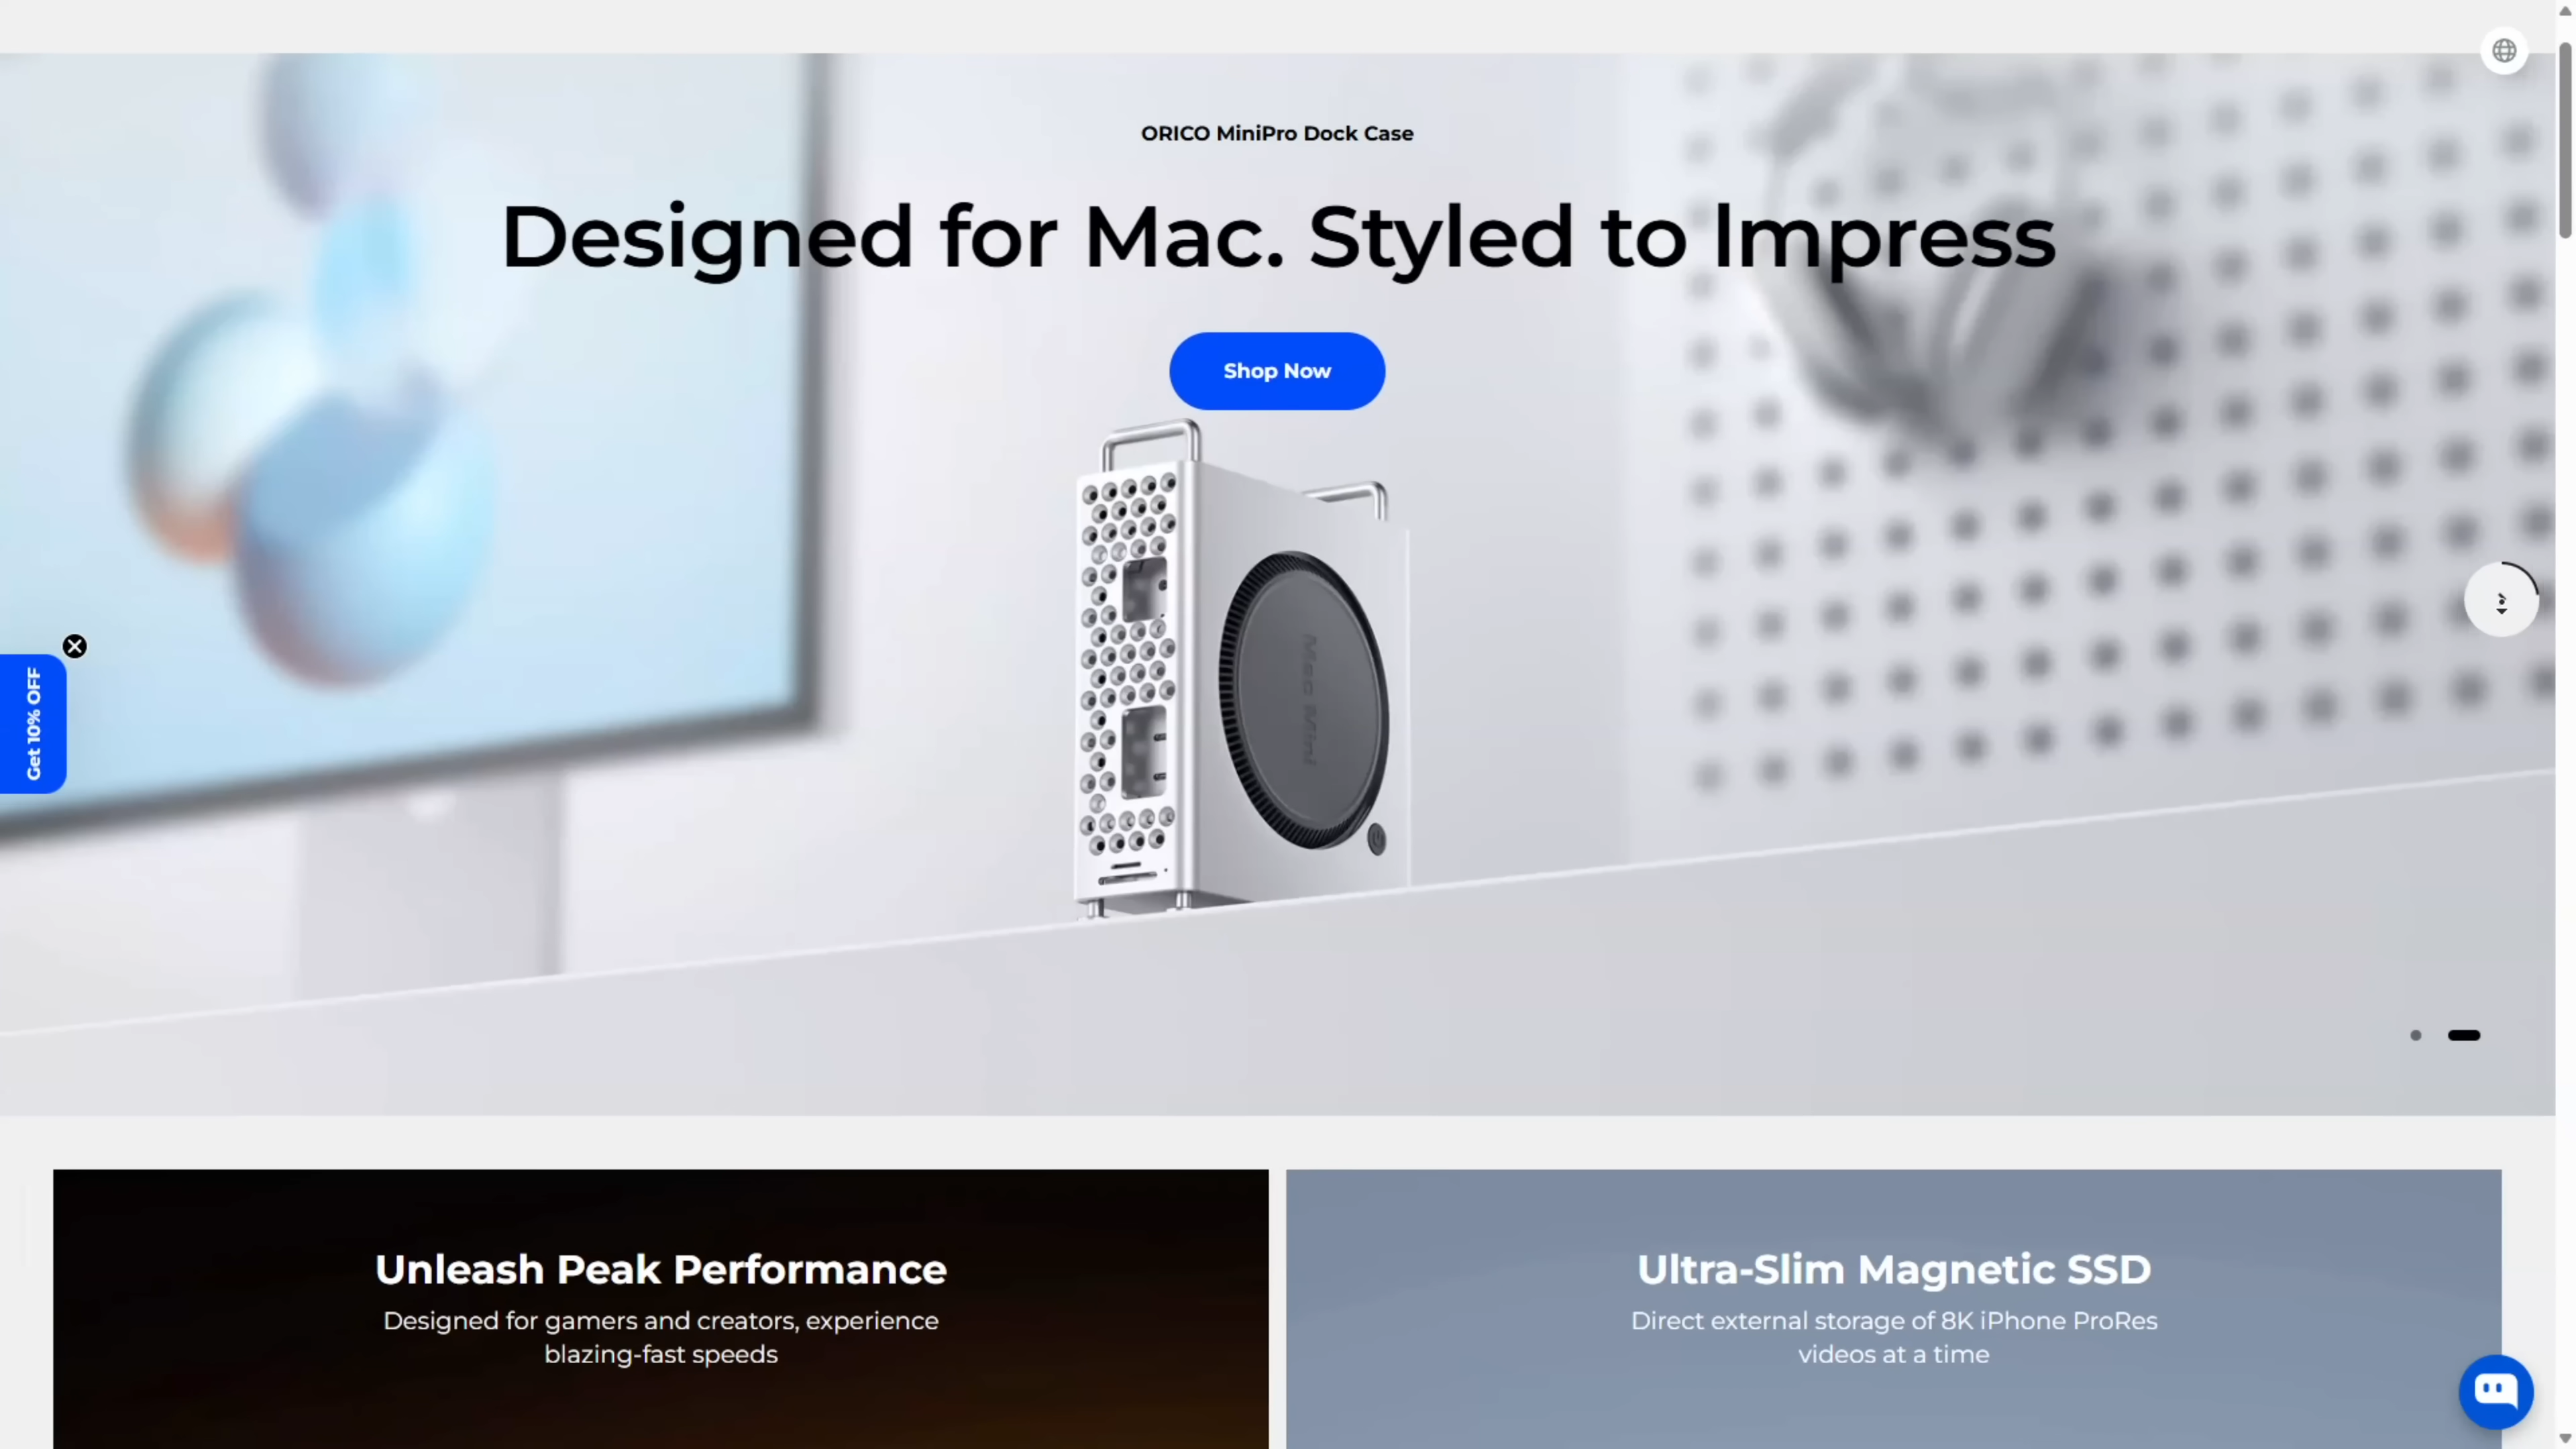 ORICO MiniPro Dock Case
Designed for Mac. Styled to Impress
Shop Now
Mac Mini
Get 10% OFF
Unleash Peak Performance
Designed for gamers and creators, experience
blazing-fast speeds
Ultra-Slim Magnetic SSD
Direct external storage of 8K iPhone ProRes
videos at a time